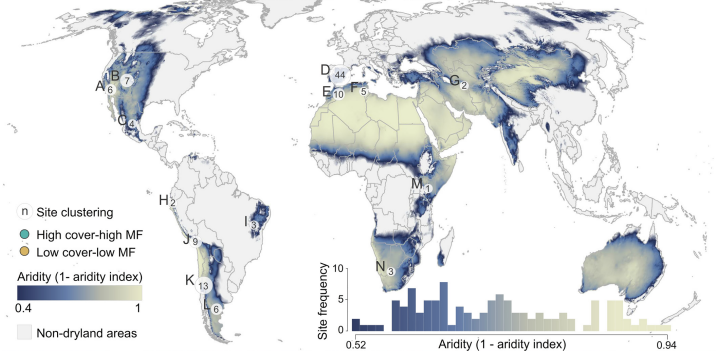 D 44
B 7
A 6
E 10
F 5
G 2
C 4
M 1
H 2
I 3
J 9
N 3
K 13
L 6
n Site clustering
High cover-high MF
Low cover-low MF
Aridity (1- aridity index)
0.4 1
Non-dryland areas
Site frequency
10
5
0
0.52 0.94
Aridity (1 - aridity index)